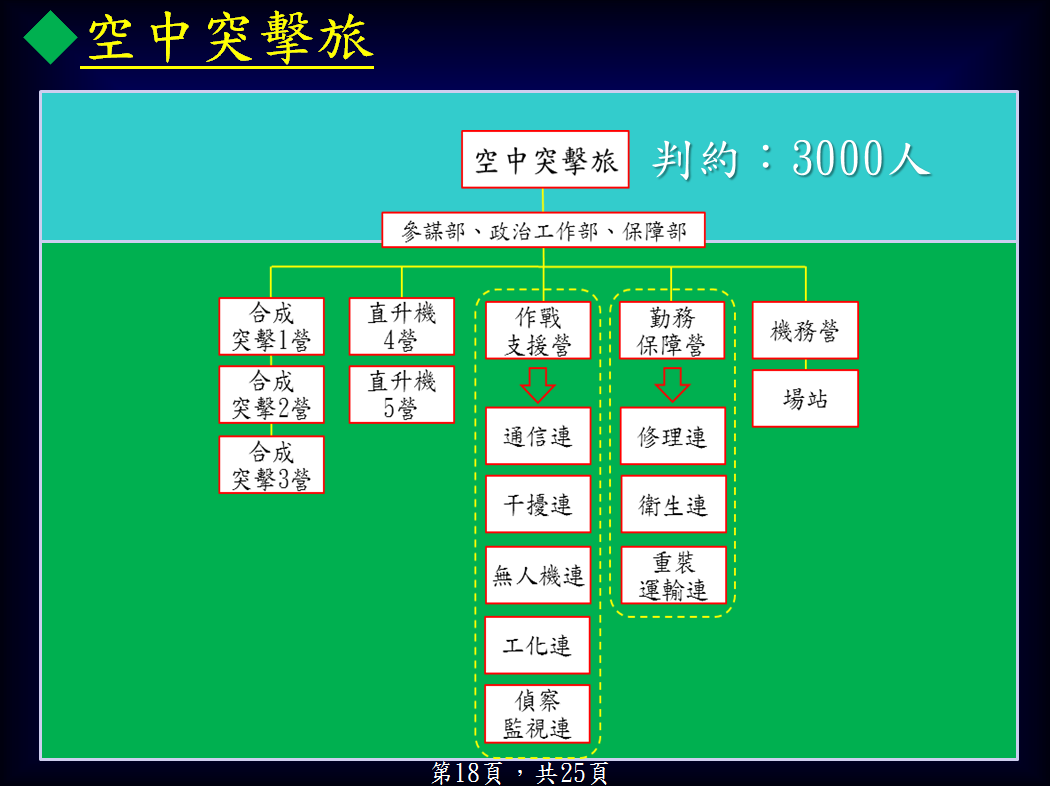 空中突擊旅
空中突擊旅
判約：3000人
參謀部、政治工作部、保障部
合成
突擊1營
合成
突擊2營
合成
突擊3營
直升機
4營
直升機
5營
作戰
支援營
通信連
干擾連
無人機連
工化連
偵察
監視連
勤務
保障營
修理連
衛生連
重裝
運輸連
機務營
場站
第18頁，共25頁